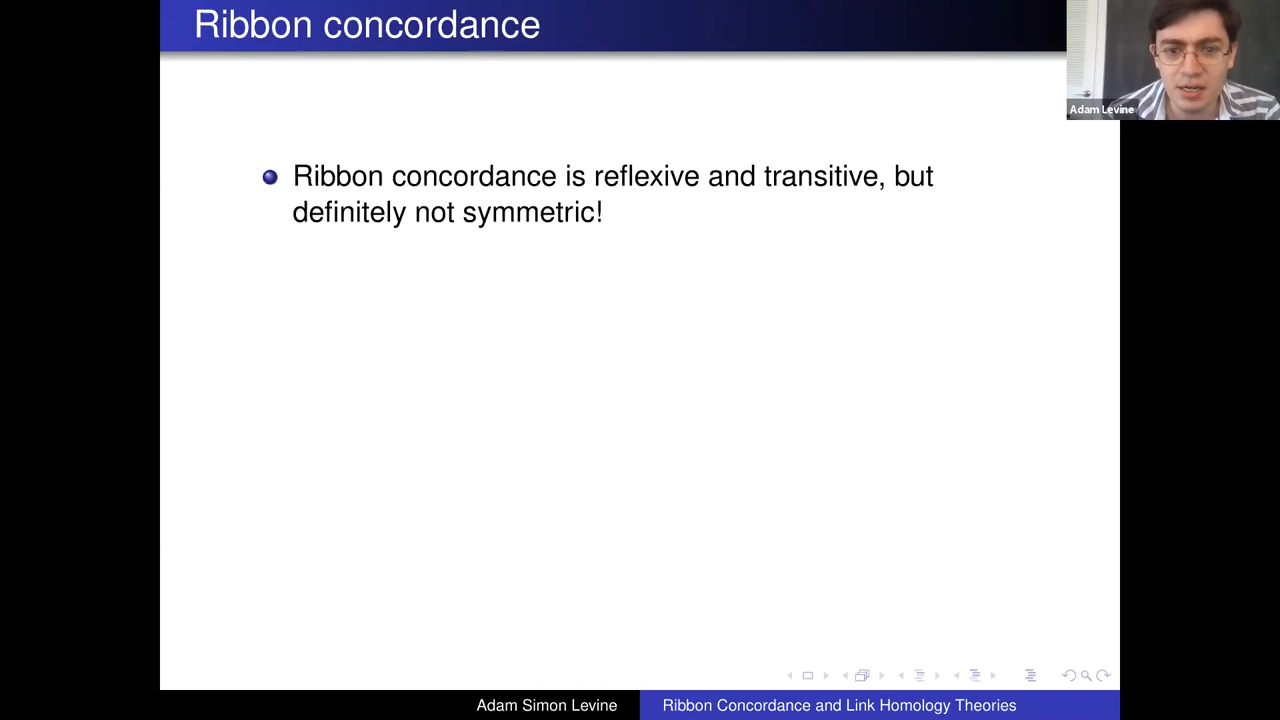 Ribbon concordance
Adam Levine
Ribbon concordance is reflexive and transitive, but
definitely not symmetric!
Adam Simon Levine
Ribbon Concordance and Link Homology Theories